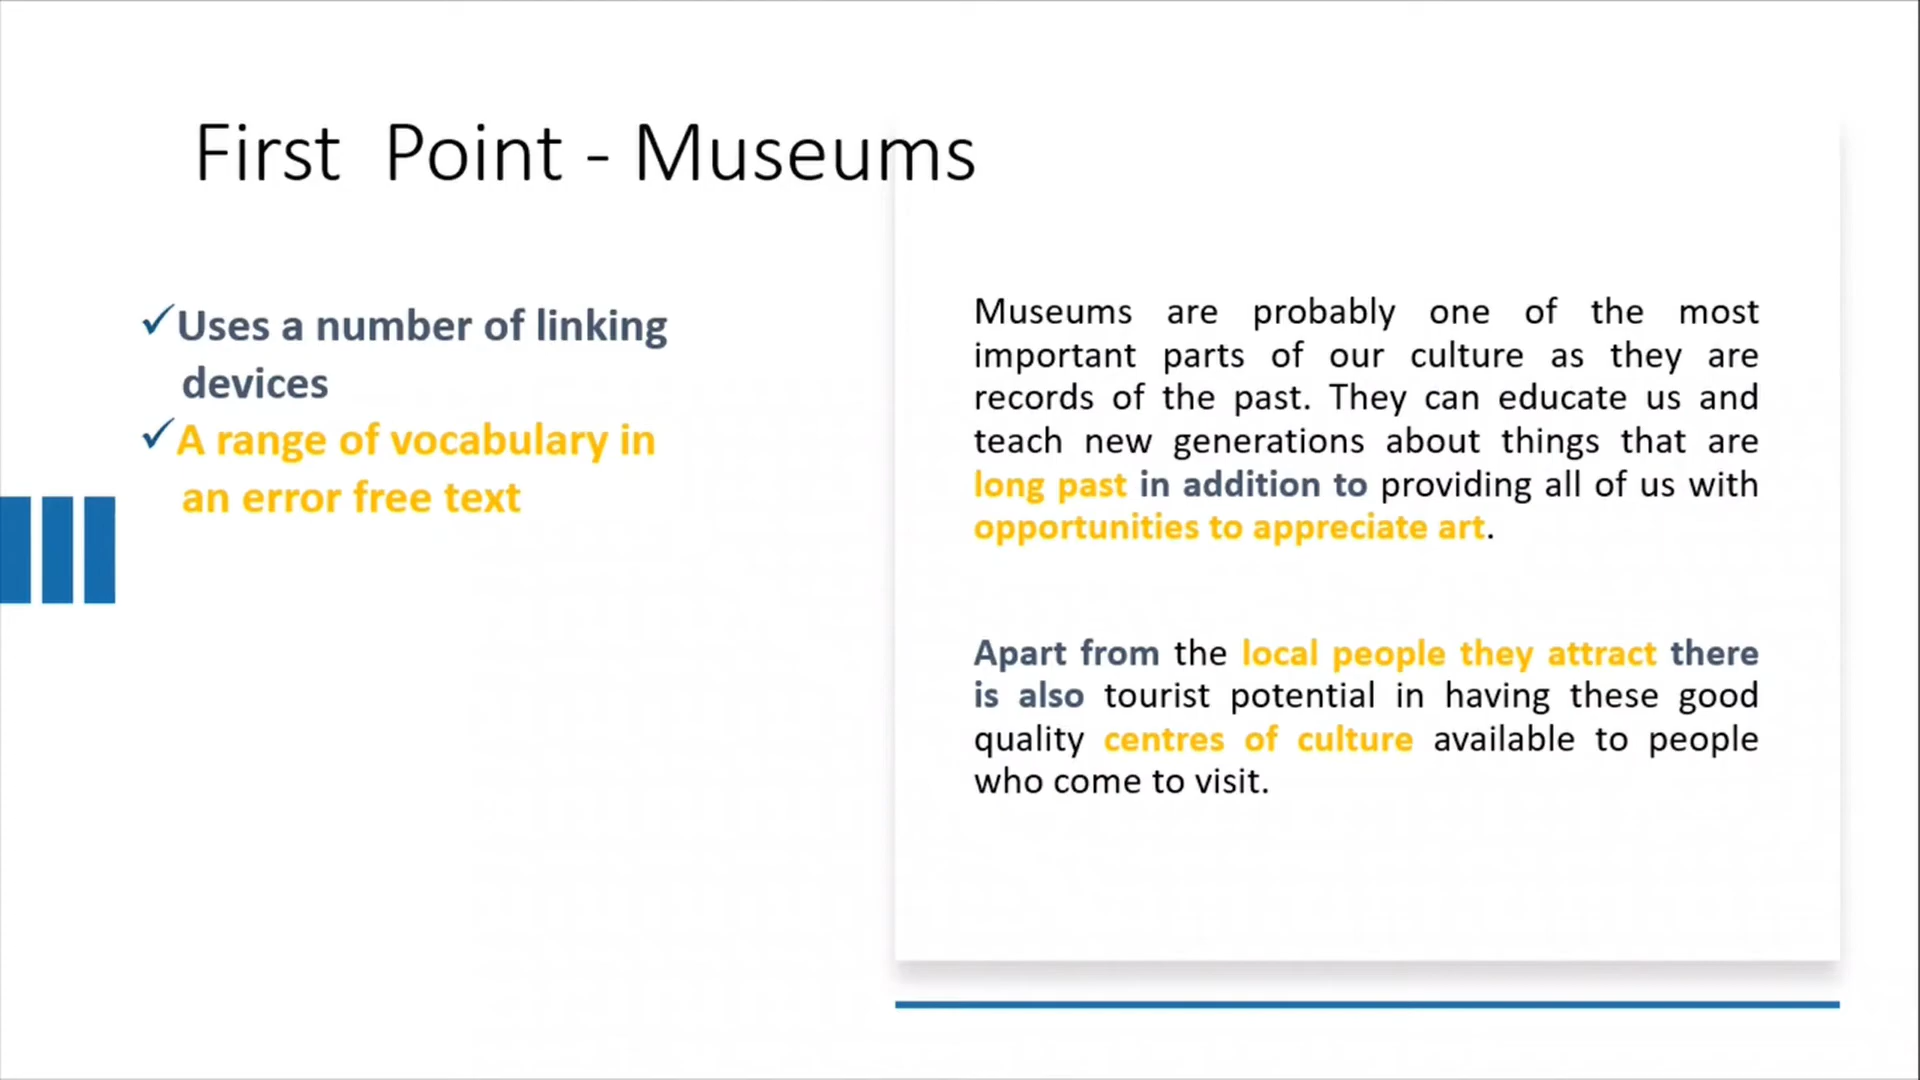 First Point - Museums
✓Uses a number of linking
devices
✓A range of vocabulary in
an error free text
Museums are probably one of the most
important parts of our culture as they are
records of the past. They can educate us and
teach new generations about things that are
long past in addition to providing all of us with
opportunities to appreciate art.
Apart from the local people they attract there
is also tourist potential in having these good
quality centres of culture available to people
who come to visit.